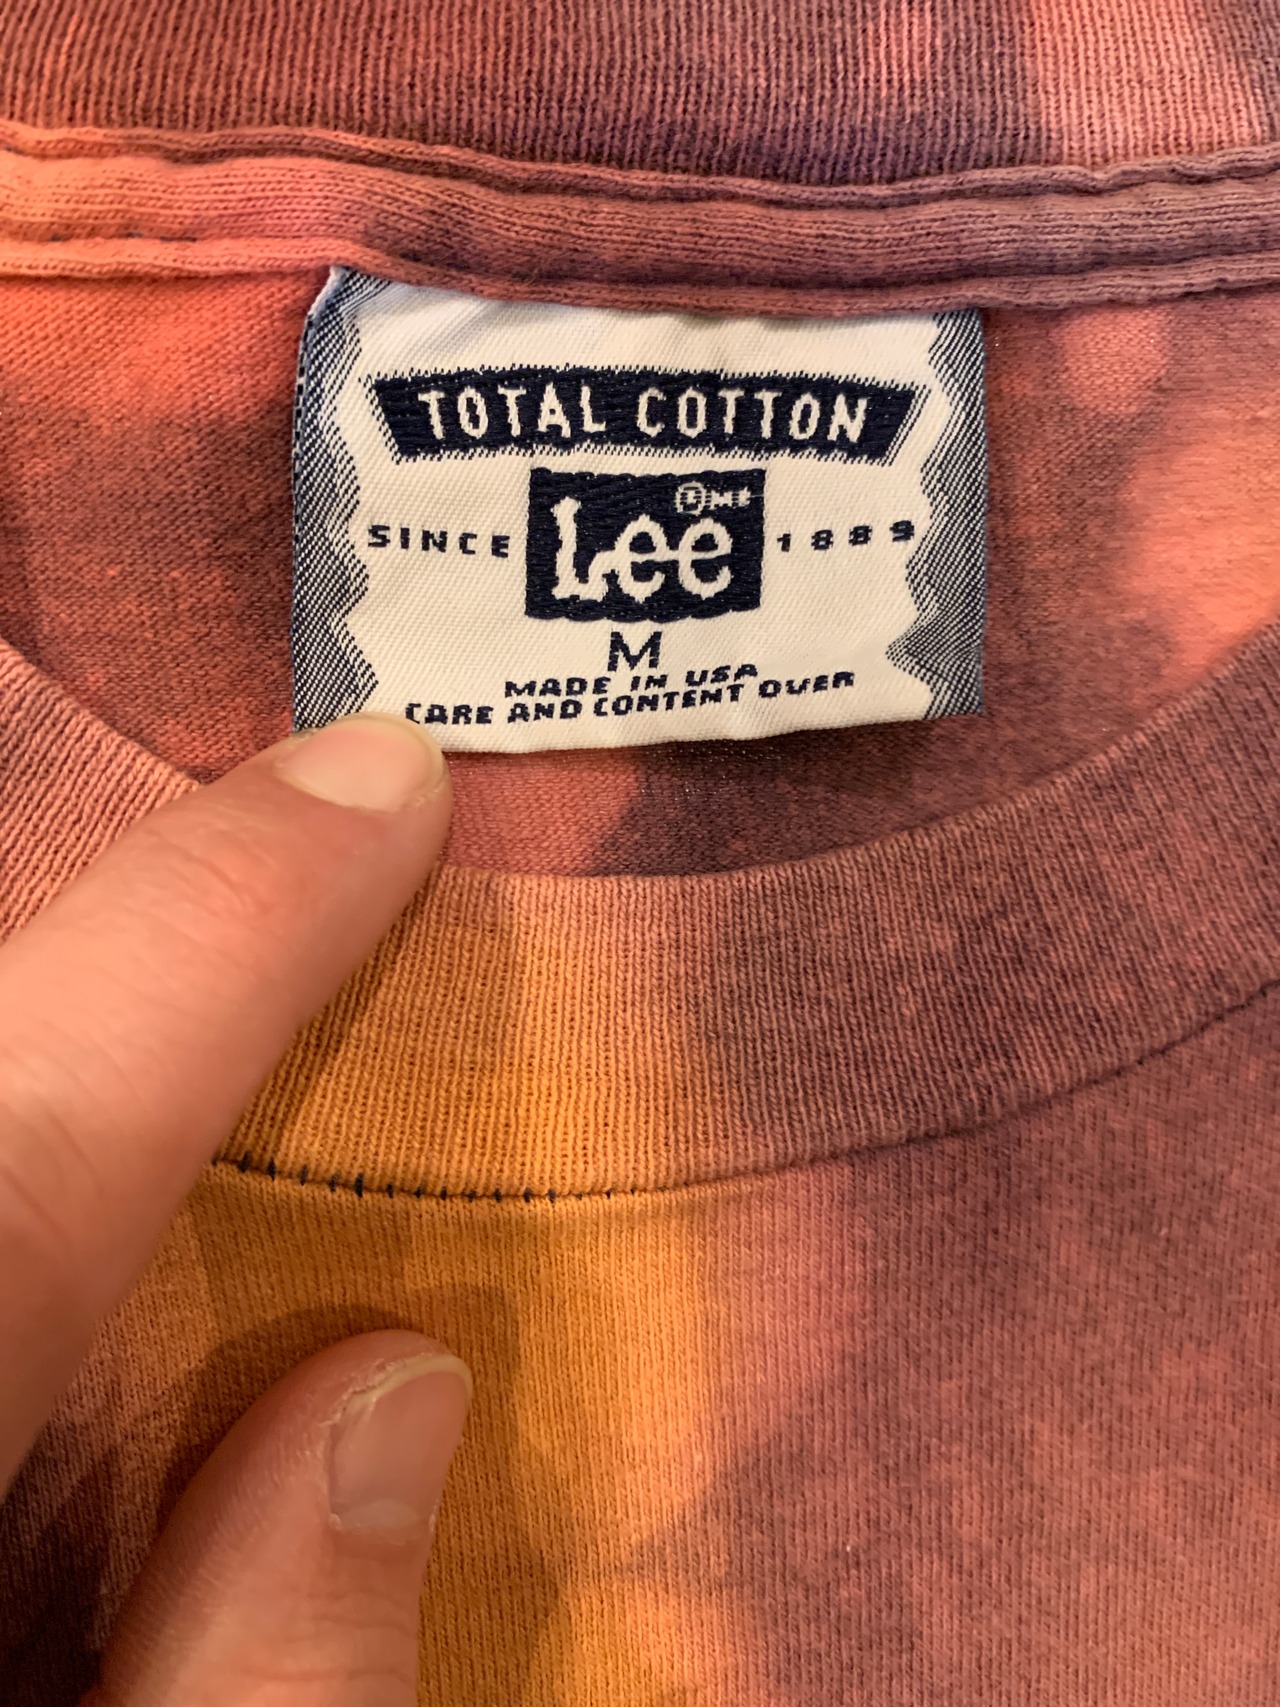 TOTAL COTTON
SINCE Lee 1889
M
MADE IN USA
CARE AND CONTENT OVER